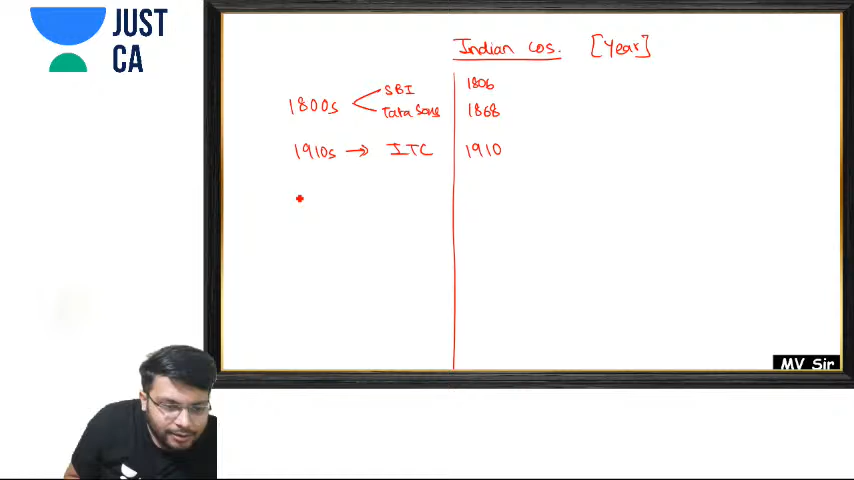 JUST
CA
Indian Cos. [Year]
1800s SBI 1806
Tata Sons 1868
1910s → ITC 1910
MV Sir